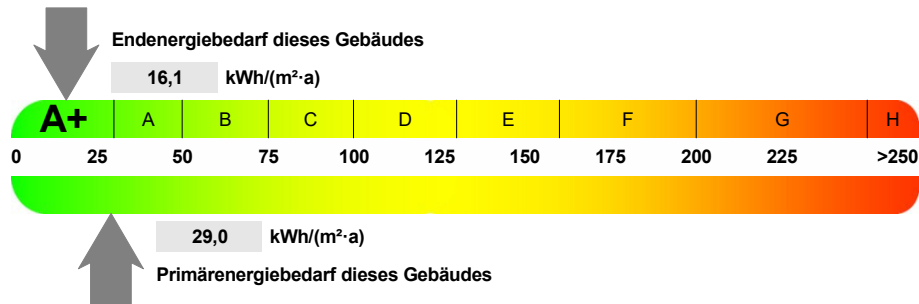 Endenergiebedarf dieses Gebäudes
16,1 kWh/(m²·a)
A+ A B C D E F G H
0 25 50 75 100 125 150 175 200 225 >250
29,0 kWh/(m²·a)
Primärenergiebedarf dieses Gebäudes